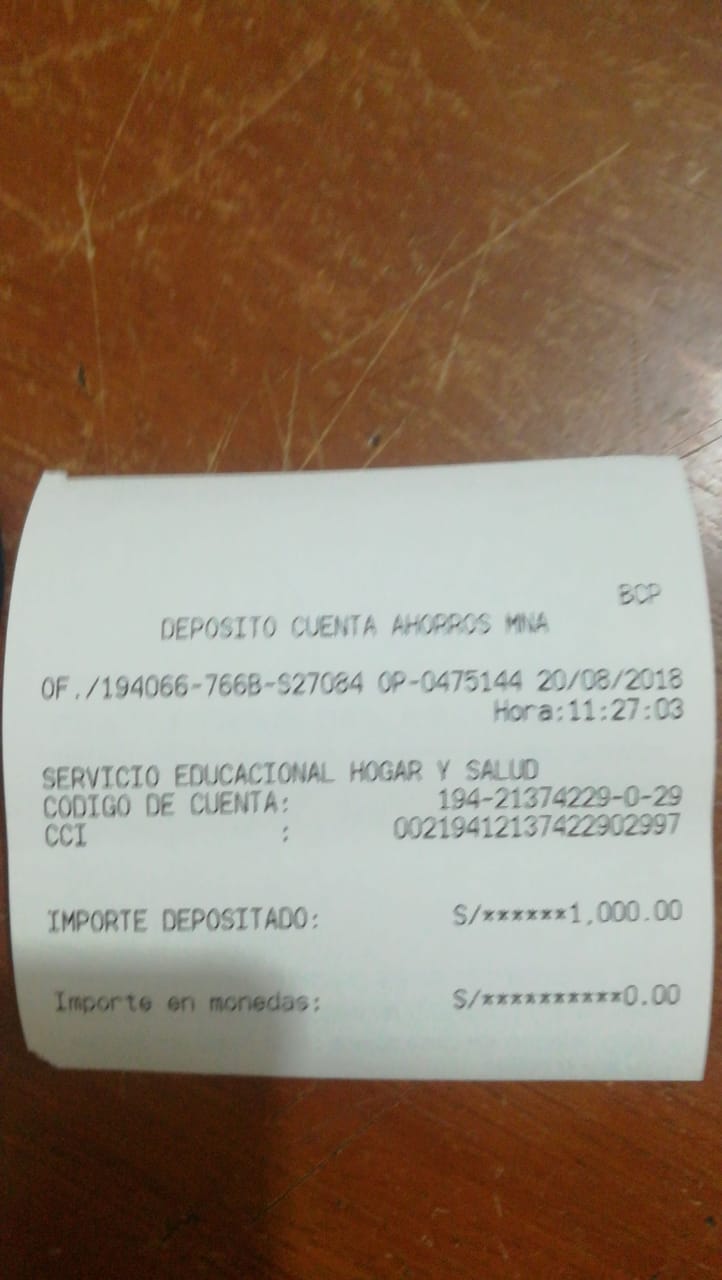 BCP
DEPOSITO CUENTA AHORROS MNA
OF./194066-766B-S27084 OP-0475144 20/08/2018
Hora:11:27:03
SERVICIO EDUCACIONAL HOGAR Y SALUD
CODIGO DE CUENTA: 194-21374229-0-29
CCI : 00219412137422902997
IMPORTE DEPOSITADO: S/******1,000.00
Importe en monedas: S/**********0.00